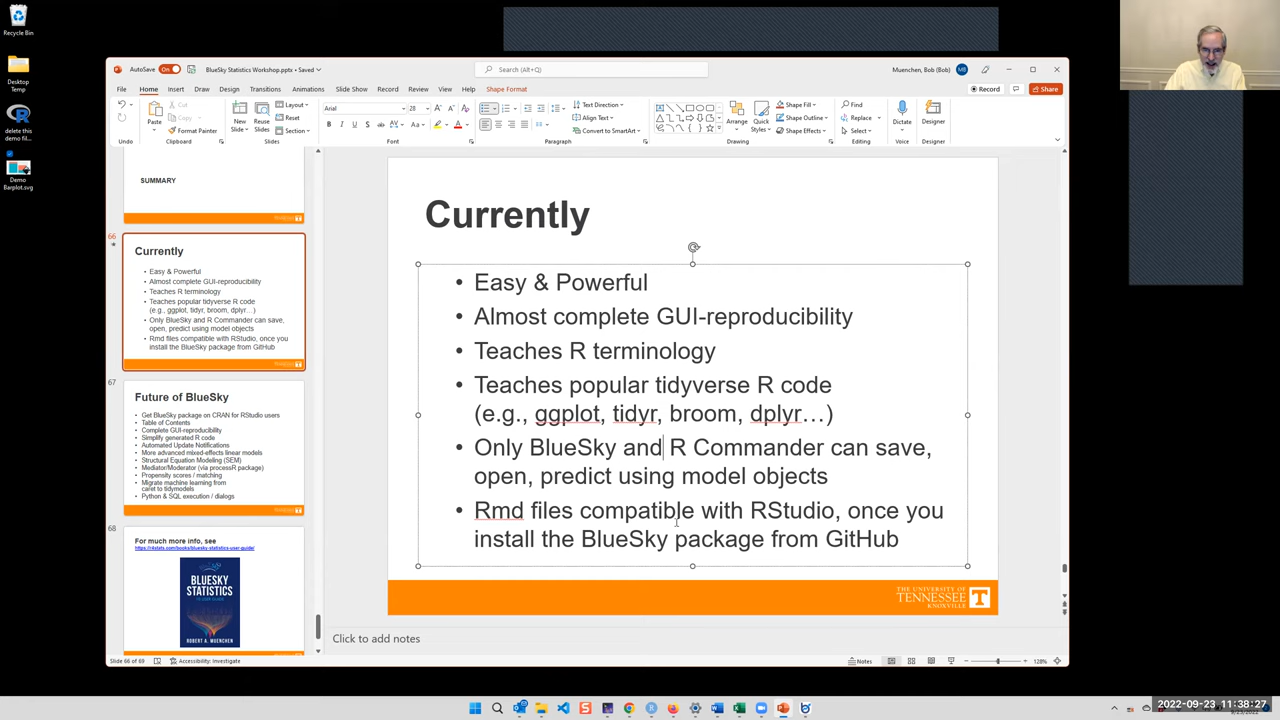 Recycle Bin
Desktop
Temp
delete this
demo fil...
Demo
Barplot.svg
AutoSave On BlueSky Statistics Workshop.pptx • Saved Search (Alt+Q) Muenchen, Bob (Bob) MB
File Home Insert Draw Design Transitions Animations Slide Show Record Review View Help Shape Format Record Share
Paste Cut Copy Format Painter
New Slide Reuse Slides Layout Reset Section
Arial 28
Text Direction Align Text Convert to SmartArt
Arrange Quick Styles Shape Fill Shape Outline Shape Effects
Find Replace Select
Dictate Designer
Undo Clipboard Slides Font Paragraph Drawing Editing Voice Designer
SUMMARY
66
Currently
• Easy & Powerful
• Almost complete GUI-reproducibility
• Teaches R terminology
• Teaches popular tidyverse R code
(e.g., ggplot, tidyr, broom, dplyr…)
• Only BlueSky and R Commander can save,
open, predict using model objects
• Rmd files compatible with RStudio, once you
install the BlueSky package from GitHub
67
Future of BlueSky
• Get BlueSky package on CRAN for RStudio users
• Table of Contents
• Complete GUI-reproducibility
• Simplify generated R code
• Automated Update Notifications
• More advanced mixed-effects linear models
• Structural Equation Modeling (SEM)
• Mediator/Moderator (via processR package)
• Propensity scores / matching
• Migrate machine learning from
caret to tidymodels
• Python & SQL execution / dialogs
68
For much more info, see
https://r4stats.com/books/bluesky-statistics-user-guide/
BLUESKY
STATISTICS
ROBERT A. MUENCHEN
Currently
• Easy & Powerful
• Almost complete GUI-reproducibility
• Teaches R terminology
• Teaches popular tidyverse R code
(e.g., ggplot, tidyr, broom, dplyr…)
• Only BlueSky and R Commander can save,
open, predict using model objects
• Rmd files compatible with RStudio, once you
install the BlueSky package from GitHub
THE UNIVERSITY OF
TENNESSEE
KNOXVILLE
Click to add notes
Slide 66 of 69 Accessibility: Investigate Notes 128%
2022-09-23 11:38:27